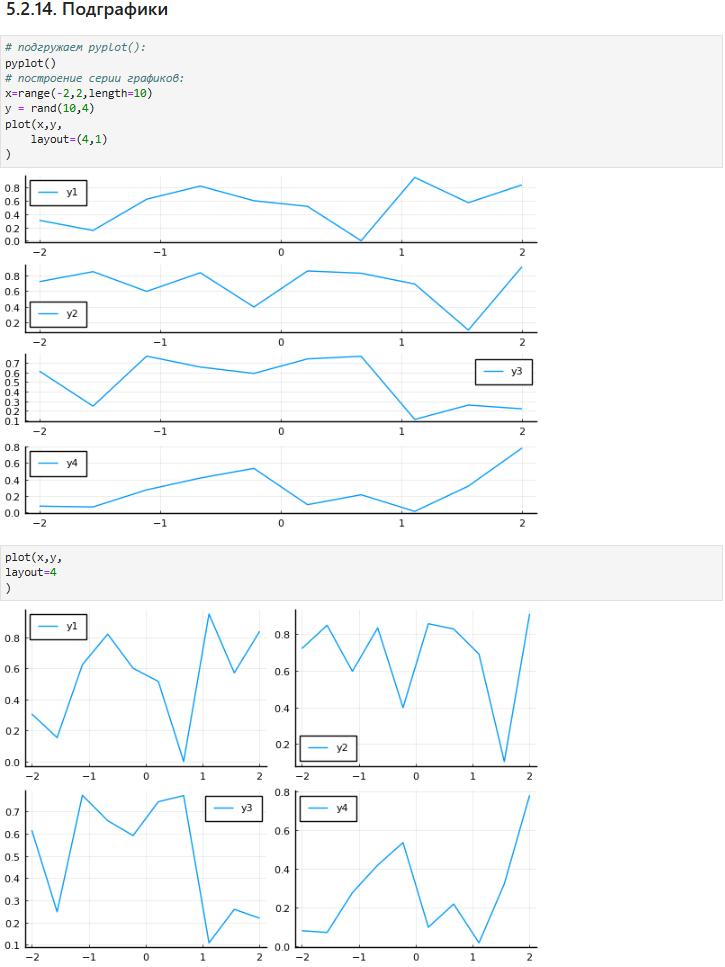 5.2.14. Подграфики
# подгружаем pyplot():
pyplot()
# построение серии графиков:
x=range(-2,2,length=10)
y = rand(10,4)
plot(x,y,
    layout=(4,1)
)
y1
0.8
0.6
0.4
0.2
0.0
−2 −1 0 1 2
0.8
0.6
0.4
0.2
y2
−2 −1 0 1 2
y3
0.7
0.6
0.5
0.4
0.3
0.2
0.1
−2 −1 0 1 2
0.8
0.6
0.4
0.2
0.0
y4
−2 −1 0 1 2
plot(x,y,
layout=4
)
y1
0.8
0.6
0.4
0.2
0.0
−2 −1 0 1 2
0.8
0.6
0.4
0.2
y2
−2 −1 0 1 2
y3
0.7
0.6
0.5
0.4
0.3
0.2
0.1
−2 −1 0 1 2
0.8
0.6
0.4
0.2
0.0
y4
−2 −1 0 1 2